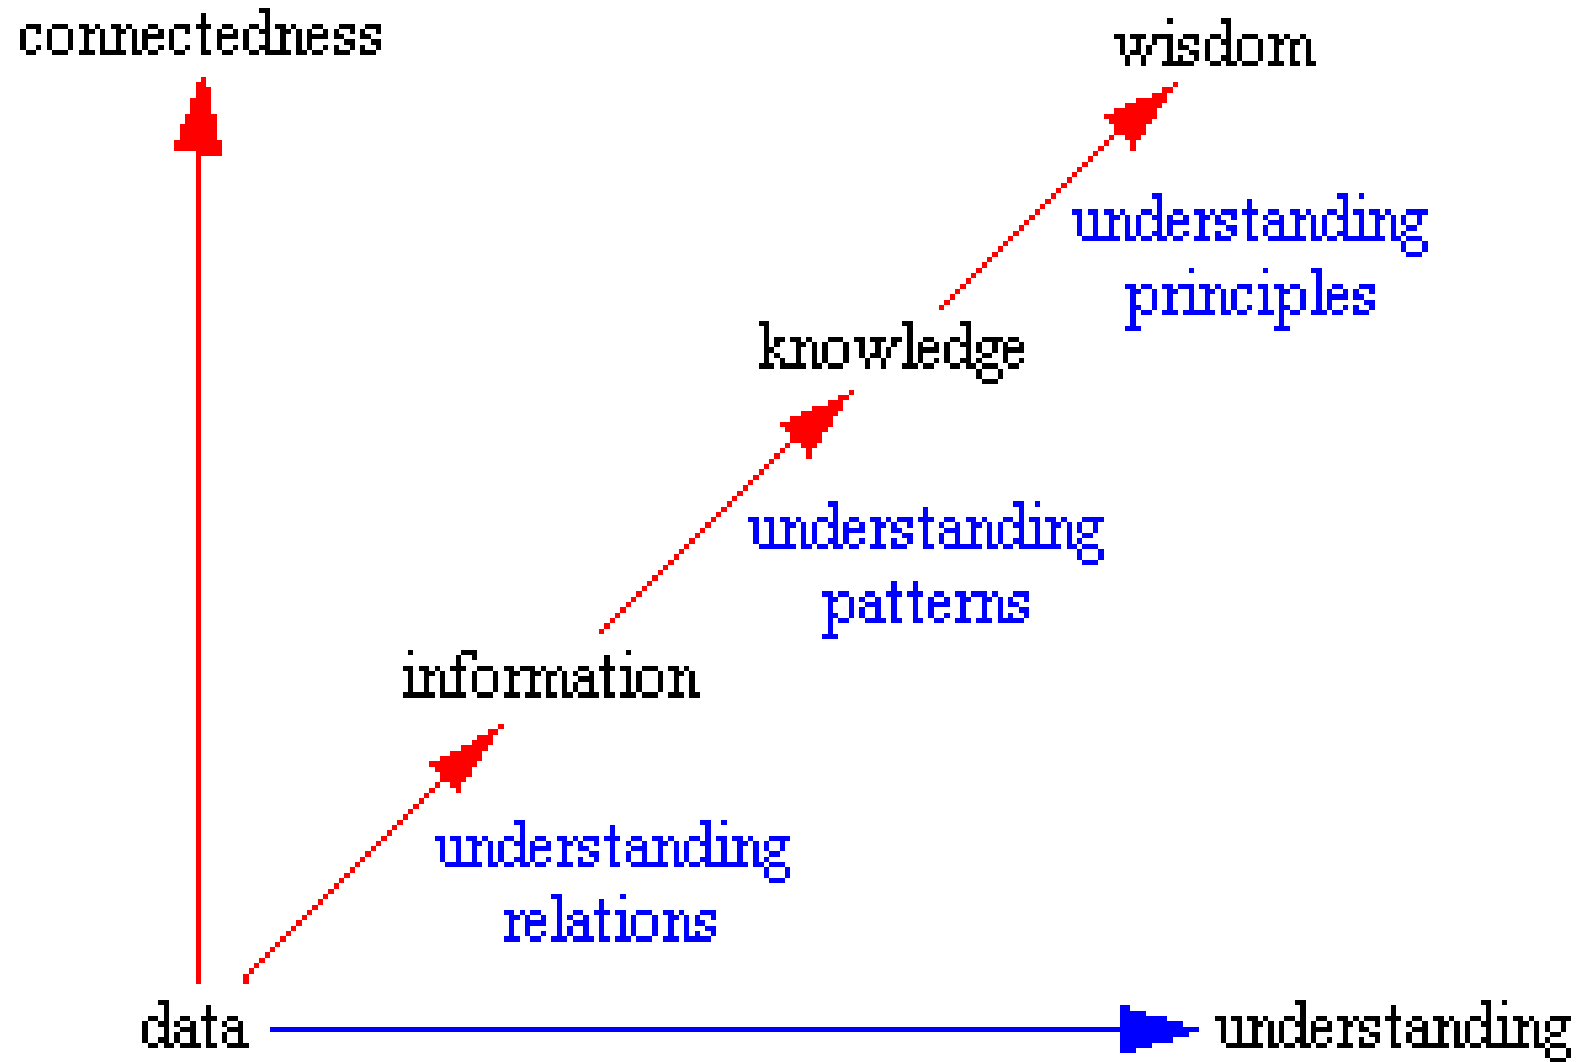 connectedness
wisdom
understanding
principles
knowledge
understanding
patterns
information
understanding
relations
data
understanding